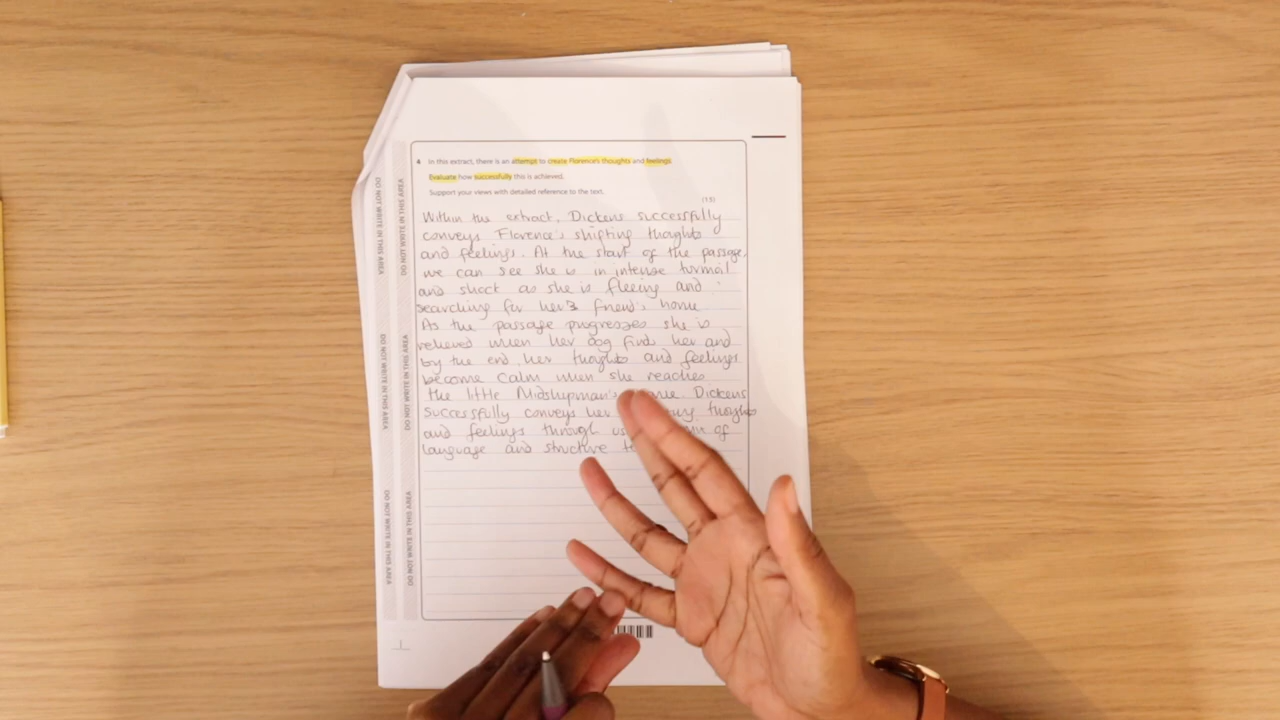 4 In this extract, there is an attempt to create Florence's thoughts and feelings.
Evaluate how successfully this is achieved.
Support your views with detailed reference to the text.
(15)
Within the extract, Dickens successfully
conveys Florence's shifting thoughts
and feelings. At the start of the passage,
we can see she is in intense turmoil
and shock as she is fleeing and
searching for her friend's home
As the passage progresses she is
relieved when her dog finds her and
by the end, her thoughts and feelings
become calm when she reaches
the little Midshipman's Dickens
successfully conveys her thoughts
and feelings through of
language and structure
DO NOT WRITE IN THIS AREA
DO NOT WRITE IN THIS AREA
DO NOT WRITE IN THIS AREA
DO NOT WRITE IN THIS AREA
DO NOT WRITE IN THIS AREA
DO NOT WRITE IN THIS AREA